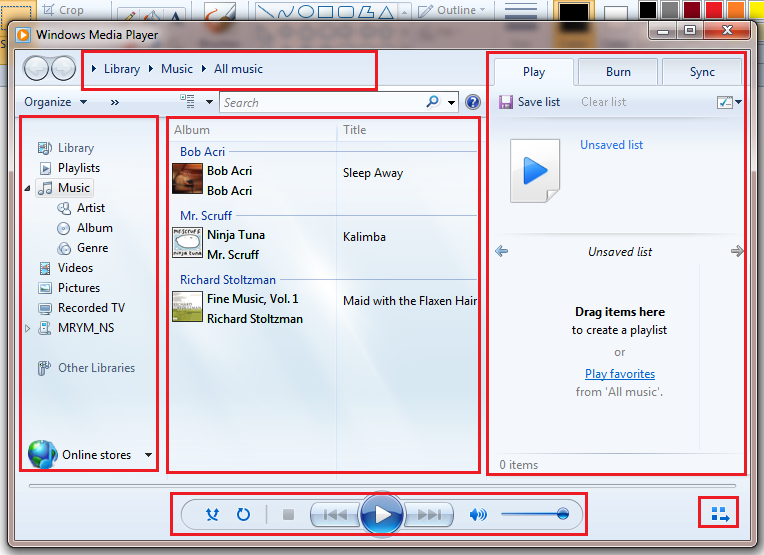 Crop
Outline
Windows Media Player
Library Music All music
Play Burn Sync
Organize » Search
Save list Clear list
Library
Playlists
Music
Artist
Album
Genre
Videos
Pictures
Recorded TV
MRYM_NS
Other Libraries
Online stores
Album Title
Bob Acri
Bob Acri Sleep Away
Bob Acri
Mr. Scruff
Ninja Tuna Kalimba
Mr. Scruff
Richard Stoltzman
Fine Music, Vol. 1 Maid with the Flaxen Hair
Richard Stoltzman
Unsaved list
Unsaved list
Drag items here
to create a playlist
or
Play favorites
from 'All music'.
0 items